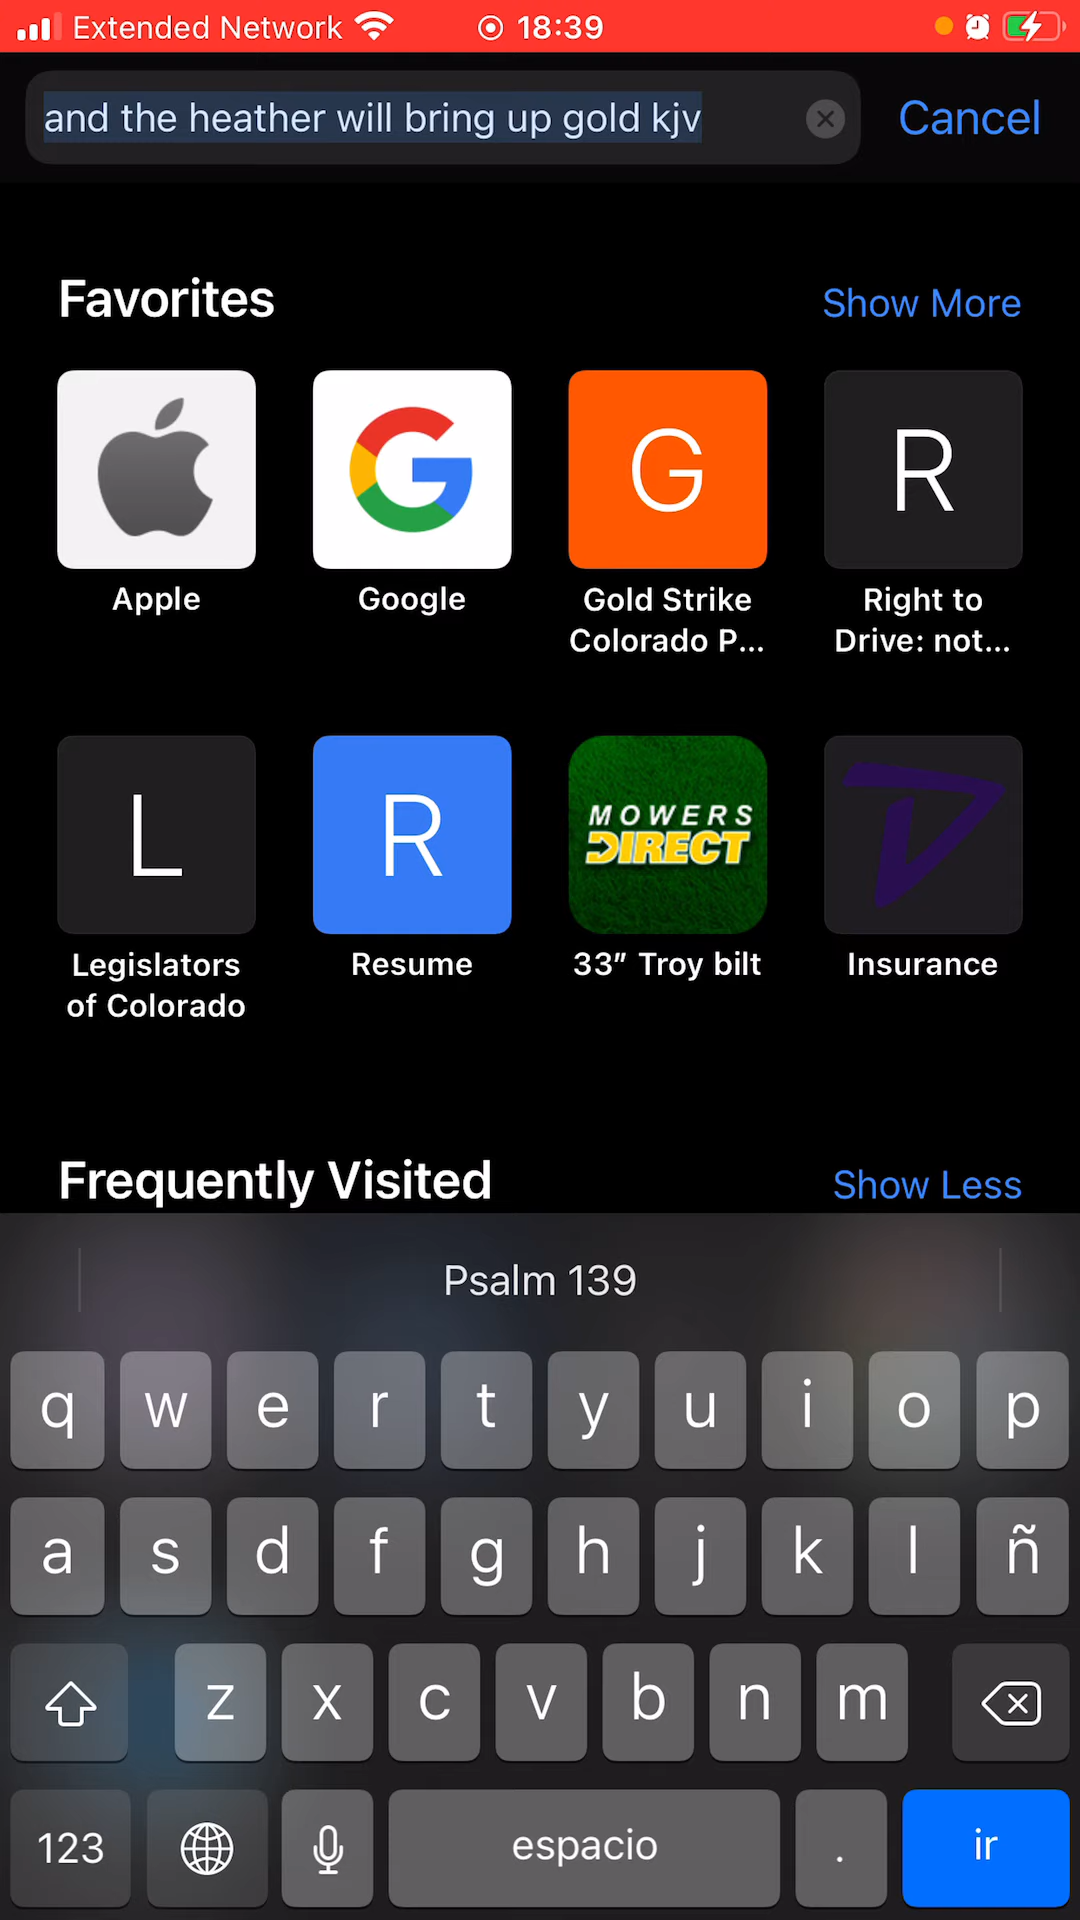 Extended Network 18:39
and the heather will bring up gold kjv Cancel
Favorites Show More
G R
Apple Google Gold Strike Right to
Colorado P... Drive: not...
L R MOWERS
DIRECT
Legislators Resume 33” Troy bilt Insurance
of Colorado
Frequently Visited Show Less
Psalm 139
q w e r t y u i o p
a s d f g h j k l ñ
z x c v b n m
123 espacio . ir